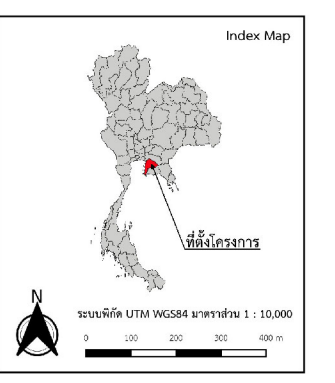 Index Map
ที่ตั้งโครงการ
N
ระบบพิกัด UTM WGS84 มาตราส่วน 1 : 10,000
0 100 200 300 400 m